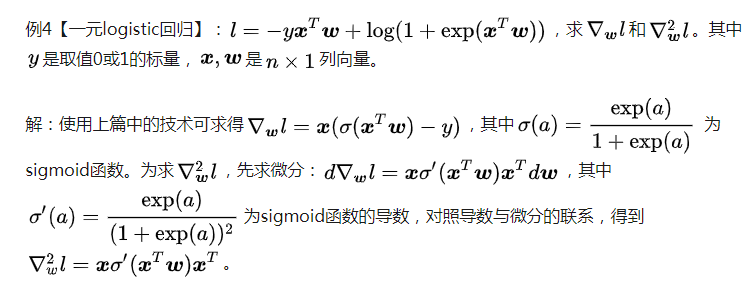 例4【一元logistic回归】：$l = -y\boldsymbol{x}^T\boldsymbol{w} + \log(1 + \exp(\boldsymbol{x}^T\boldsymbol{w}))$，求 $\nabla_{\boldsymbol{w}} l$ 和 $\nabla^2_{\boldsymbol{w}} l$。其中
$y$ 是取值0或1的标量，$\boldsymbol{x}, \boldsymbol{w}$ 是 $n \times 1$ 列向量。
解：使用上篇中的技术可求得 $\nabla_{\boldsymbol{w}} l = \boldsymbol{x}(\sigma(\boldsymbol{x}^T\boldsymbol{w}) - y)$，其中 $\sigma(a) = \dfrac{\exp(a)}{1 + \exp(a)}$ 为
sigmoid函数。为求 $\nabla^2_{\boldsymbol{w}} l$，先求微分：$d\nabla_{\boldsymbol{w}} l = \boldsymbol{x}\sigma'(\boldsymbol{x}^T\boldsymbol{w})\boldsymbol{x}^T d\boldsymbol{w}$，其中
$\sigma'(a) = \dfrac{\exp(a)}{(1 + \exp(a))^2}$ 为sigmoid函数的导数，对照导数与微分的联系，得到
$\nabla^2_w l = \boldsymbol{x}\sigma'(\boldsymbol{x}^T\boldsymbol{w})\boldsymbol{x}^T$。